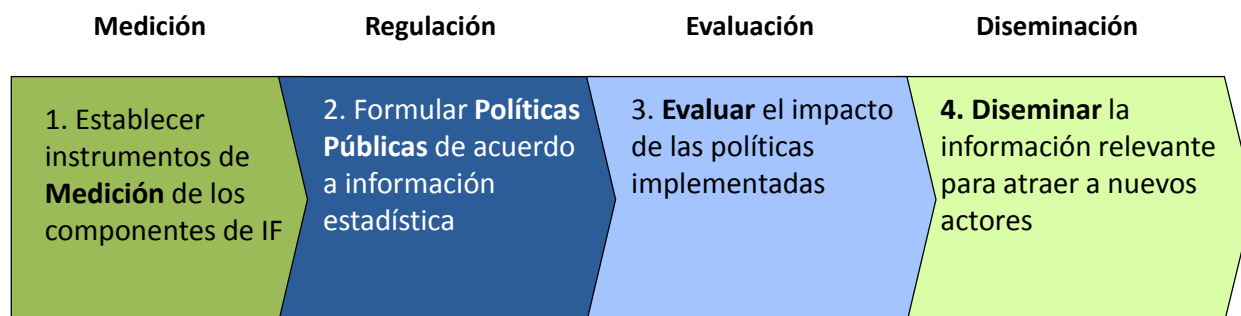 Medición
Regulación
Evaluación
Diseminación
1. Establecer
instrumentos de
Medición de los
componentes de IF
2. Formular Políticas
Públicas de acuerdo
a información
estadística
3. Evaluar el impacto
de las políticas
implementadas
4. Diseminar la
información relevante
para atraer a nuevos
actores